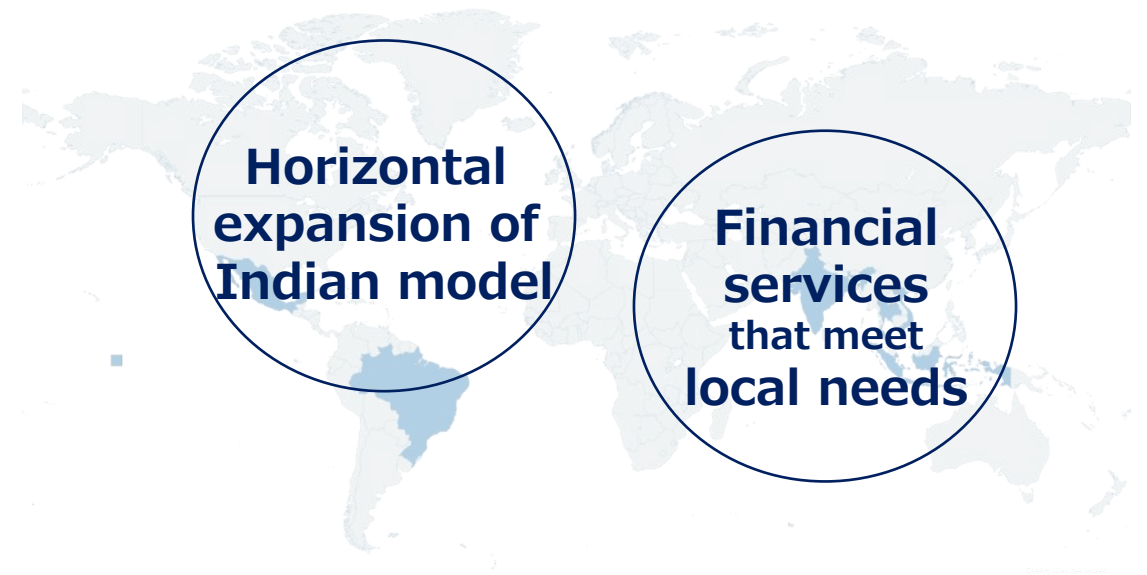 Horizontal
expansion of
Indian model
Financial
services
that meet
local needs